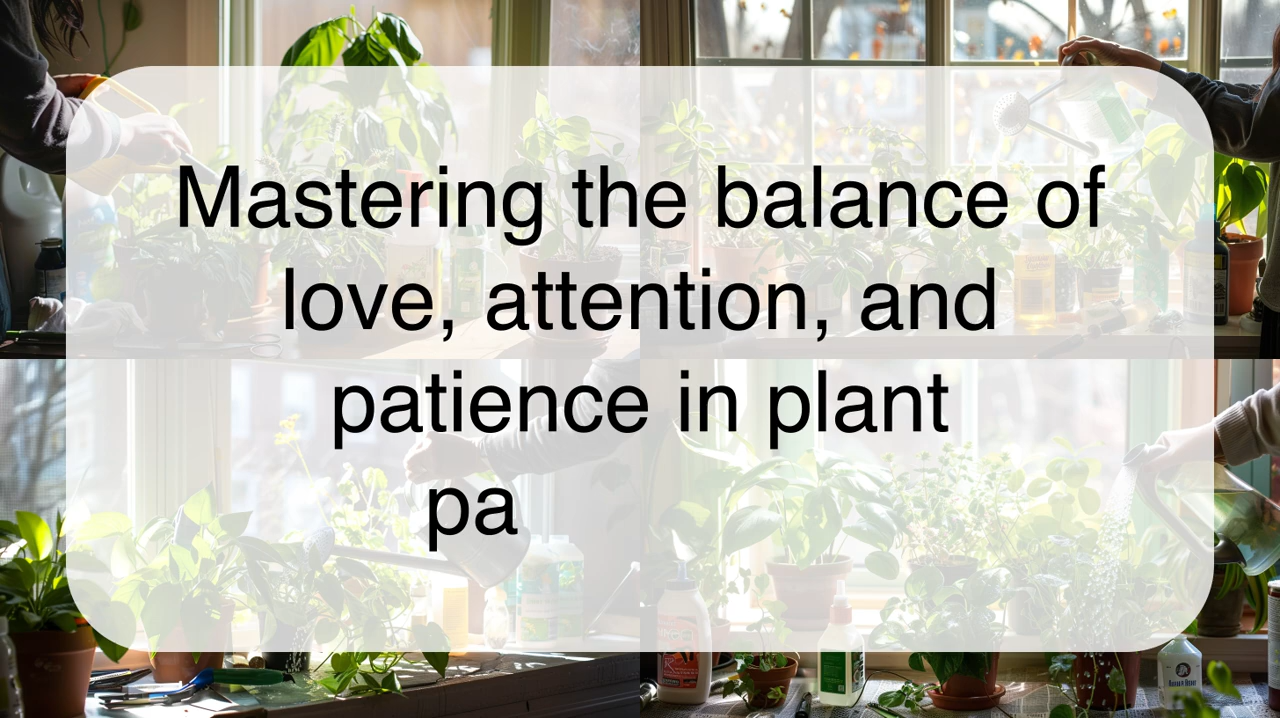 Mastering the balance of
love, attention, and
patience in plant
pa